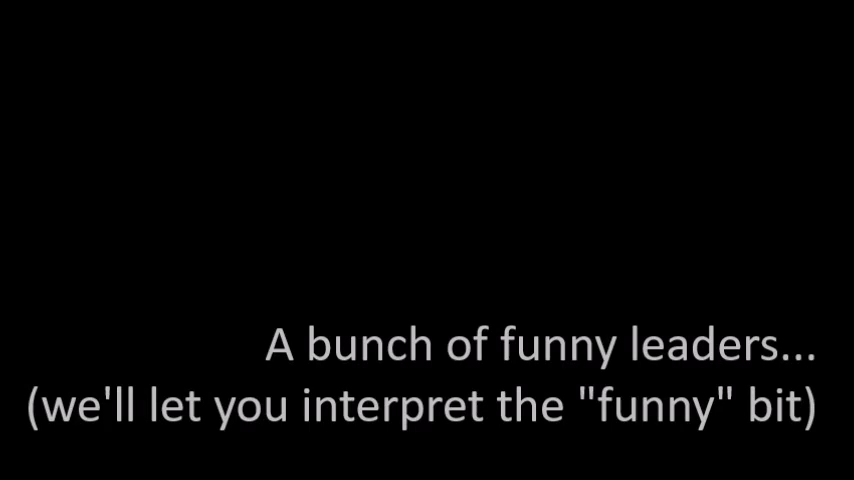 A bunch of funny leaders...
(we'll let you interpret the "funny" bit)